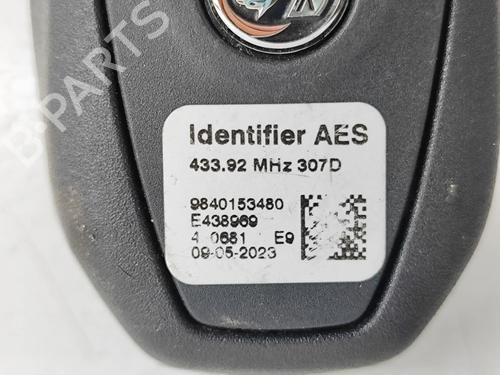 B-PARTS
Identifier AES
433.92 MHz 307D
9840153480
E438969
4 0681 E9
09-05-2023